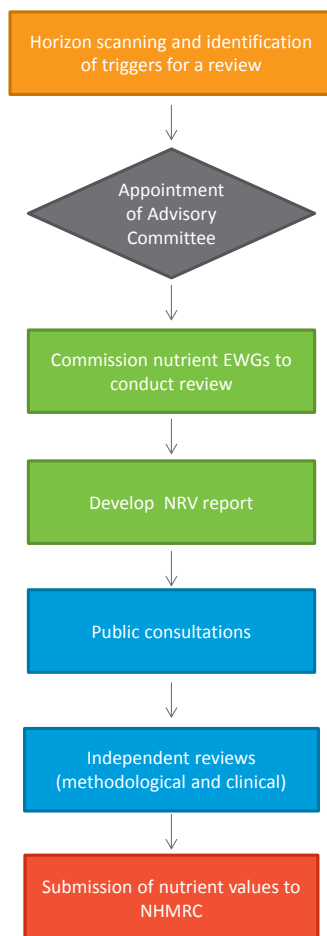 Horizon scanning and identification
of triggers for a review
Appointment
of Advisory
Committee
Commission nutrient EWGs to
conduct review
Develop  NRV report
Public consultations
Independent reviews
(methodological and clinical)
Submission of nutrient values to
NHMRC